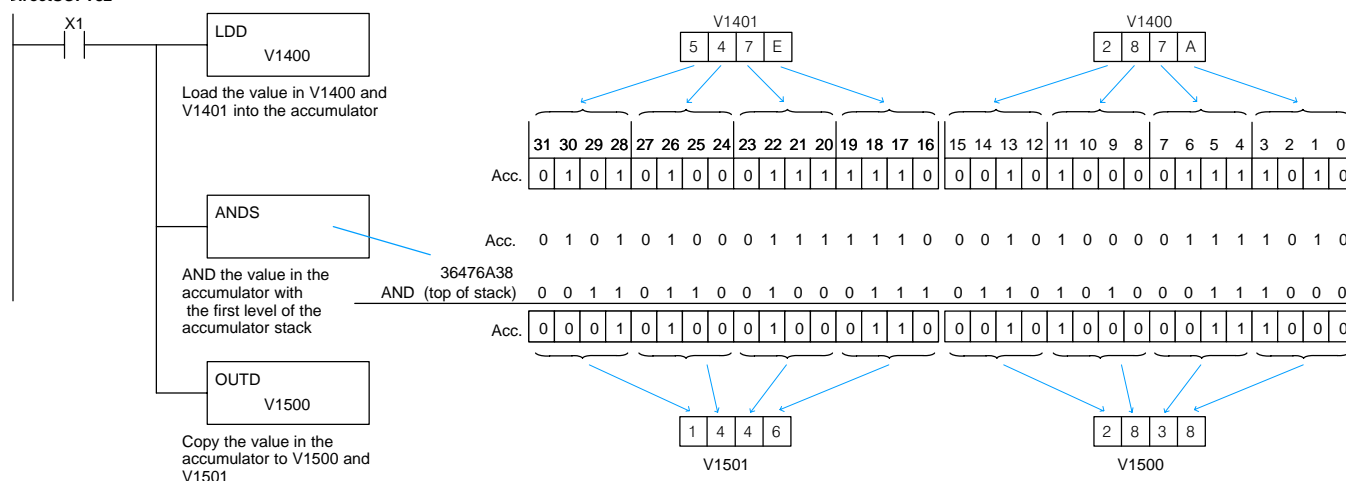 X1
LDD
V1400
Load the value in V1400 and
V1401 into the accumulator
ANDS
AND the value in the
accumulator with
the first level of the
accumulator stack
OUTD
V1500
Copy the value in the
accumulator to V1500 and
V1501
V1401
5 4 7 E
V1400
2 8 7 A
31 30 29 28 27 26 25 24 23 22 21 20 19 18 17 16 15 14 13 12 11 10 9 8 7 6 5 4 3 2 1 0
Acc. 0 1 0 1 0 1 0 0 0 1 1 1 1 1 1 0 0 0 1 0 1 0 0 0 0 1 1 1 1 0 1 0
Acc. 0 1 0 1 0 1 0 0 0 1 1 1 1 1 1 0 0 0 1 0 1 0 0 0 0 1 1 1 1 0 1 0
36476A38
AND (top of stack) 0 0 1 1 0 1 1 0 0 1 0 0 0 1 1 1 0 1 1 0 1 0 1 0 0 0 1 1 1 0 0 0
Acc. 0 0 0 1 0 1 0 0 0 1 0 0 0 1 1 0 0 0 1 0 1 0 0 0 0 0 1 1 1 0 0 0
1 4 4 6
V1501
2 8 3 8
V1500